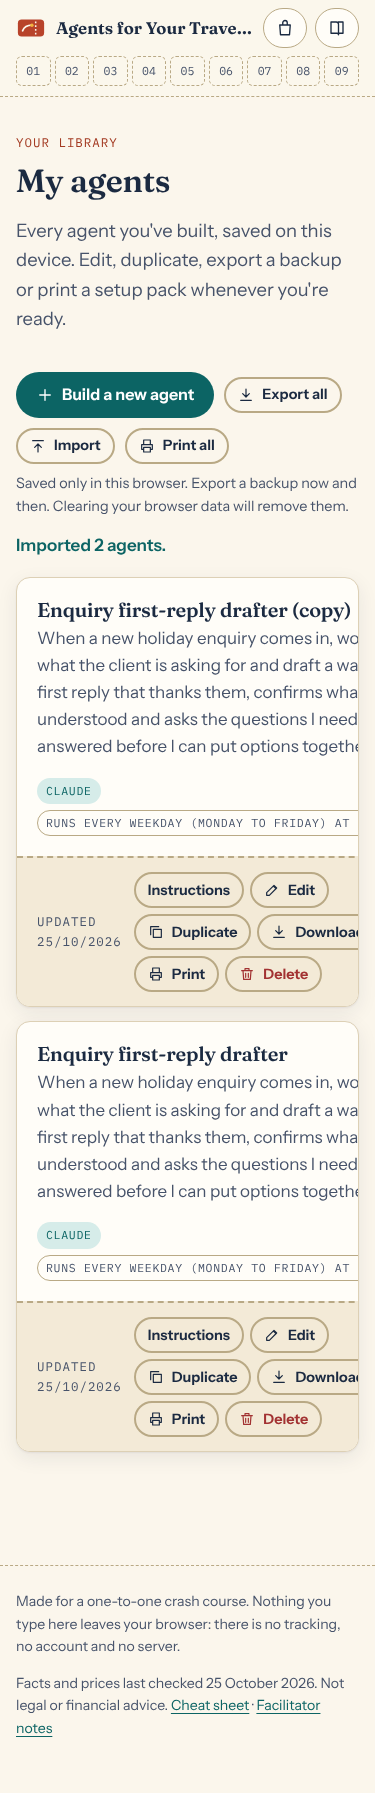 Agents for Your Trave...
01 02 03 04 05 06 07 08 09
YOUR LIBRARY
My agents
Every agent you've built, saved on this
device. Edit, duplicate, export a backup
or print a setup pack whenever you're
ready.
Build a new agent
Export all
Import
Print all
Saved only in this browser. Export a backup now and
then. Clearing your browser data will remove them.
Imported 2 agents.
Enquiry first-reply drafter (copy)
When a new holiday enquiry comes in,
what the client is asking for and draft a
first reply that thanks them, confirms
understood and asks the questions I need
answered before I can put options
CLAUDE
RUNS EVERY WEEKDAY (MONDAY TO FRIDAY) AT
UPDATED
25/10/2026
Instructions
Edit
Duplicate
Print
Delete
Enquiry first-reply drafter
When a new holiday enquiry comes in,
what the client is asking for and draft a
first reply that thanks them, confirms
understood and asks the questions I need
answered before I can put options
CLAUDE
RUNS EVERY WEEKDAY (MONDAY TO FRIDAY) AT
UPDATED
25/10/2026
Instructions
Edit
Duplicate
Print
Delete
Made for a one-to-one crash course. Nothing you
type here leaves your browser: there is no tracking,
no account and no server.
Facts and prices last checked 25 October 2026. Not
legal or financial advice. Cheat sheet · Facilitator
notes